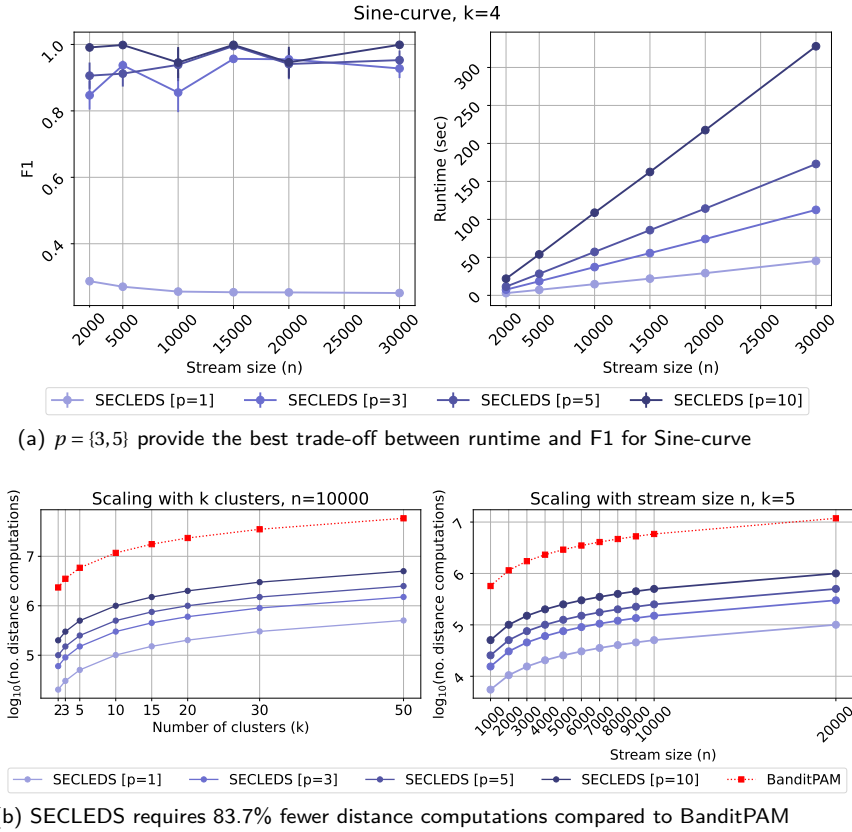 Sine-curve, k=4
1.0
0.8
0.6
0.4
F1
2000 5000 10000 15000 20000 25000 30000
Stream size (n)
300
250
200
150
100
50
0
Runtime (sec)
2000 5000 10000 15000 20000 25000 30000
Stream size (n)
SECLEDS [p=1] SECLEDS [p=3] SECLEDS [p=5] SECLEDS [p=10]
(a) p = {3,5} provide the best trade-off between runtime and F1 for Sine-curve
Scaling with k clusters, n=10000
7
6
5
log10(no. distance computations)
2 3 5 10 15 20 30 50
Number of clusters (k)
Scaling with stream size n, k=5
7
6
5
4
log10(no. distance computations)
1000 2000 3000 4000 5000 6000 7000 8000 9000 10000 20000
Stream size (n)
SECLEDS [p=1] SECLEDS [p=3] SECLEDS [p=5] SECLEDS [p=10] BanditPAM
b) SECLEDS requires 83.7% fewer distance computations compared to BanditPAM